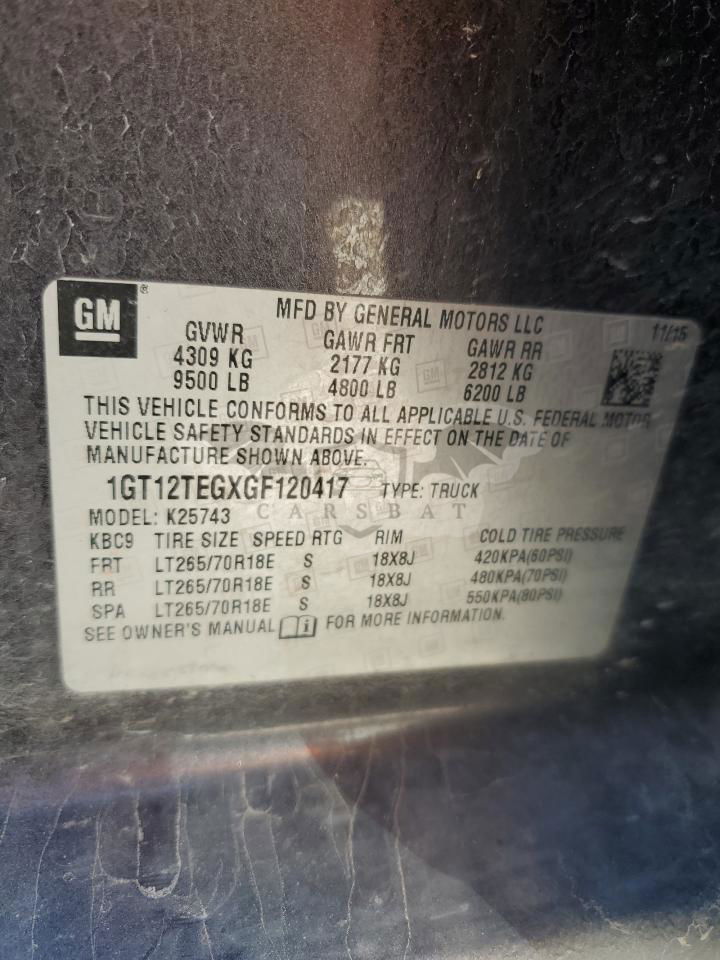 GM
MFD BY GENERAL MOTORS LLC
11/15
GVWR GAWR FRT GAWR RR
4309 KG 2177 KG 2812 KG
9500 LB 4800 LB 6200 LB
THIS VEHICLE CONFORMS TO ALL APPLICABLE U.S. FEDERAL MOTOR
VEHICLE SAFETY STANDARDS IN EFFECT ON THE DATE OF
MANUFACTURE SHOWN ABOVE.
1GT12TEGXGF120417 TYPE: TRUCK
CARSBAT
MODEL: K25743
KBC9 TIRE SIZE SPEED RTG RIM COLD TIRE PRESSURE
FRT LT265/70R18E S 18X8J 420KPA(60PSI)
RR LT265/70R18E S 18X8J 480KPA(70PSI)
SPA LT265/70R18E S 18X8J 550KPA(80PSI)
SEE OWNER'S MANUAL FOR MORE INFORMATION.